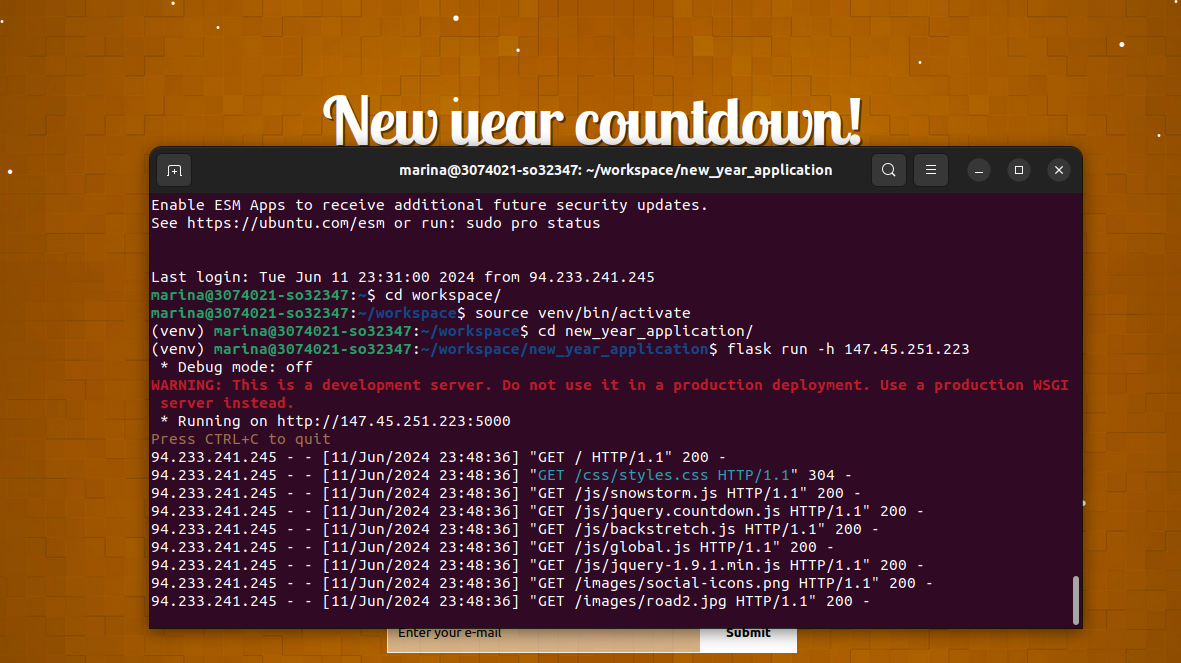 New year countdown!
marina@3074021-so32347: ~/workspace/new_year_application
Enable ESM Apps to receive additional future security updates.
See https://ubuntu.com/esm or run: sudo pro status
Last login: Tue Jun 11 23:31:00 2024 from 94.233.241.245
marina@3074021-so32347:~$ cd workspace/
marina@3074021-so32347:~/workspace$ source venv/bin/activate
(venv) marina@3074021-so32347:~/workspace$ cd new_year_application/
(venv) marina@3074021-so32347:~/workspace/new_year_application$ flask run -h 147.45.251.223
 * Debug mode: off
WARNING: This is a development server. Do not use it in a production deployment. Use a production WSGI
 server instead.
 * Running on http://147.45.251.223:5000
Press CTRL+C to quit
94.233.241.245 - - [11/Jun/2024 23:48:36] "GET / HTTP/1.1" 200 -
94.233.241.245 - - [11/Jun/2024 23:48:36] "GET /css/styles.css HTTP/1.1" 304 -
94.233.241.245 - - [11/Jun/2024 23:48:36] "GET /js/snowstorm.js HTTP/1.1" 200 -
94.233.241.245 - - [11/Jun/2024 23:48:36] "GET /js/jquery.countdown.js HTTP/1.1" 200 -
94.233.241.245 - - [11/Jun/2024 23:48:36] "GET /js/backstretch.js HTTP/1.1" 200 -
94.233.241.245 - - [11/Jun/2024 23:48:36] "GET /js/global.js HTTP/1.1" 200 -
94.233.241.245 - - [11/Jun/2024 23:48:36] "GET /js/jquery-1.9.1.min.js HTTP/1.1" 200 -
94.233.241.245 - - [11/Jun/2024 23:48:36] "GET /images/social-icons.png HTTP/1.1" 200 -
94.233.241.245 - - [11/Jun/2024 23:48:36] "GET /images/road2.jpg HTTP/1.1" 200 -
Enter your e-mail Submit